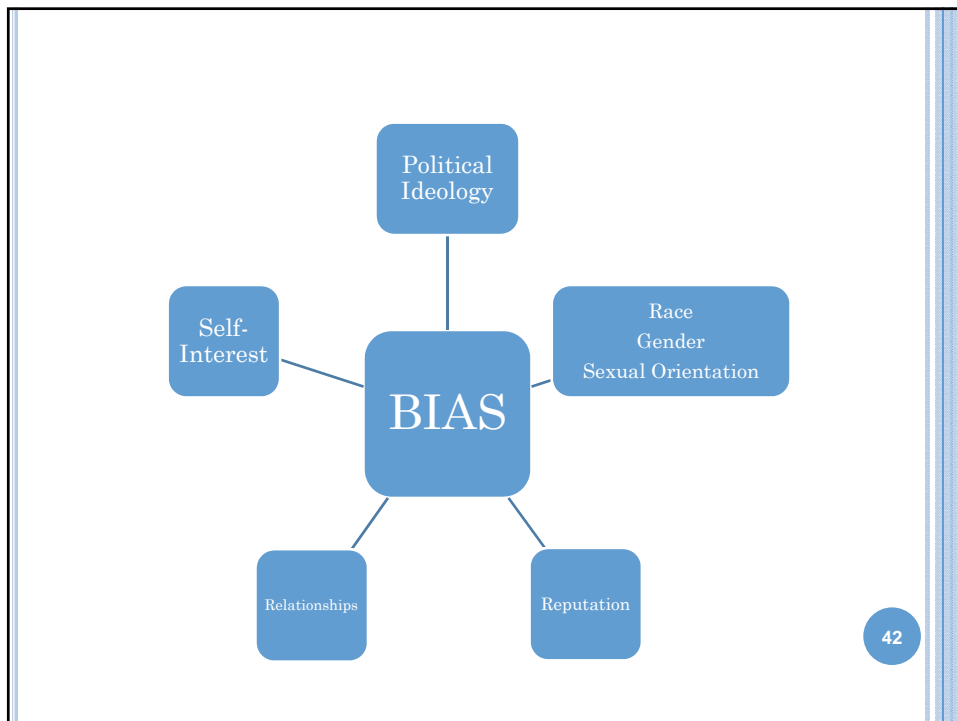 Political
Ideology
Self-
Interest
Race
Gender
Sexual Orientation
BIAS
Relationships
Reputation
42